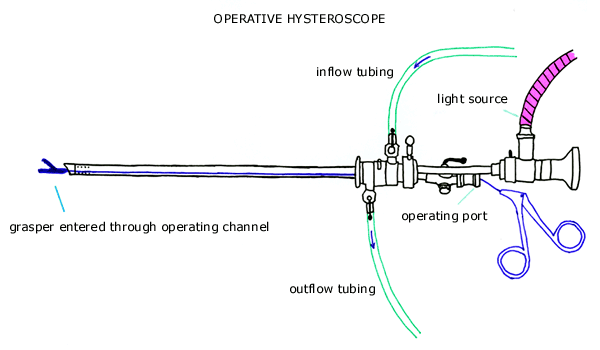 OPERATIVE HYSTEROSCOPE
inflow tubing
light source
operating port
grasper entered through operating channel
outflow tubing